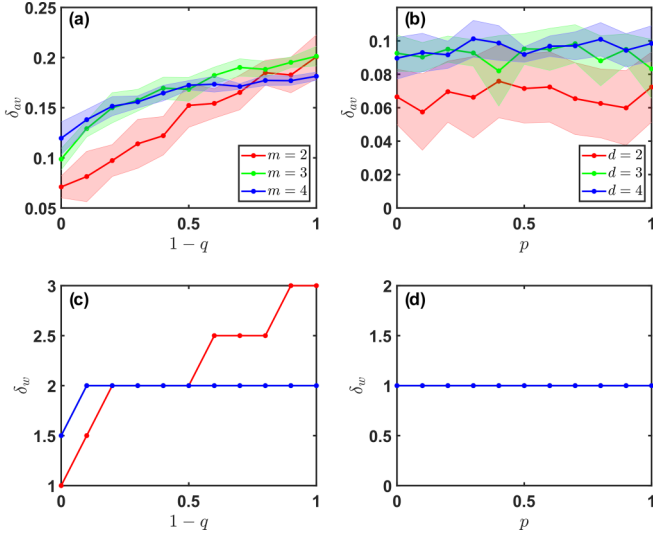 (a)
0.25
0.2
0.15
0.1
0.05
δav
0
0.5
1
1 − q
m = 2
m = 3
m = 4
(b)
0.1
0.08
0.06
0.04
0.02
0
δav
0
0.5
1
p
d = 2
d = 3
d = 4
(c)
3
2.5
2
1.5
1
δw
0
0.5
1
1 − q
(d)
2
1.5
1
0.5
0
δw
0
0.5
1
p